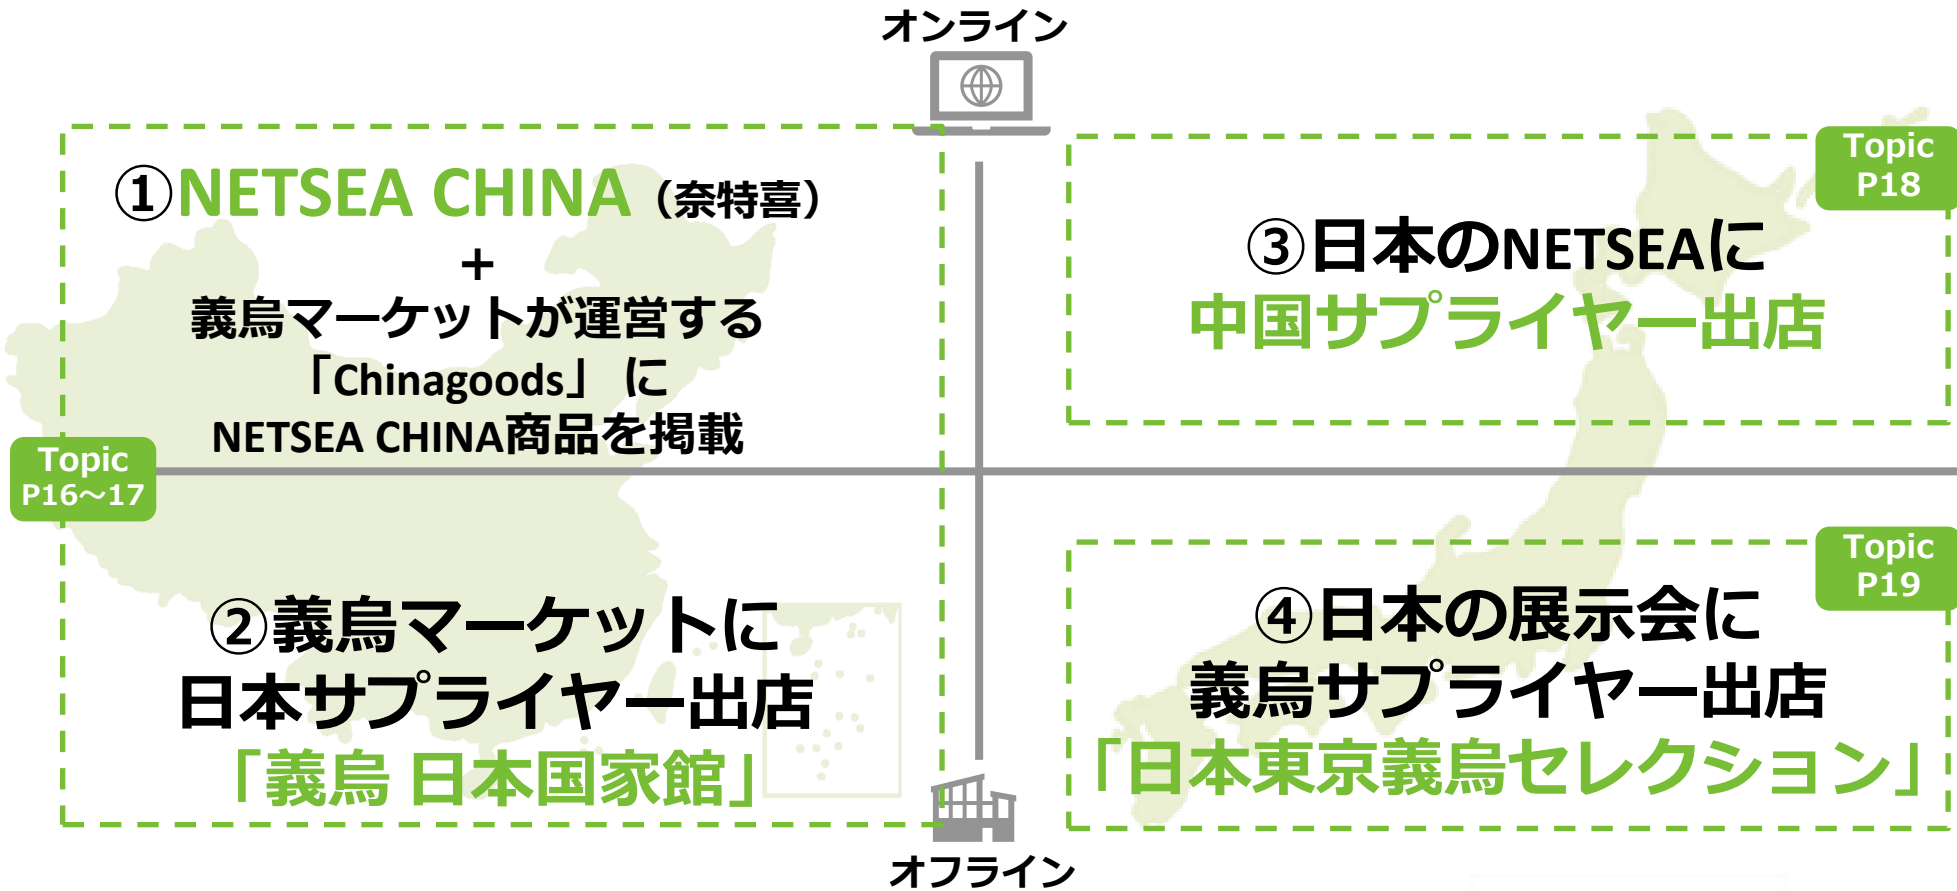 オンライン
①NETSEA CHINA（奈特喜）
+
義烏マーケットが運営する
「Chinagoods」に
NETSEA CHINA商品を掲載
Topic
P16～17
②義烏マーケットに
日本サプライヤー出店
「義烏 日本国家館」
Topic
P18
③日本のNETSEAに
中国サプライヤー出店
Topic
P19
④日本の展示会に
義烏サプライヤー出店
「日本東京義烏セレクション」
オフライン